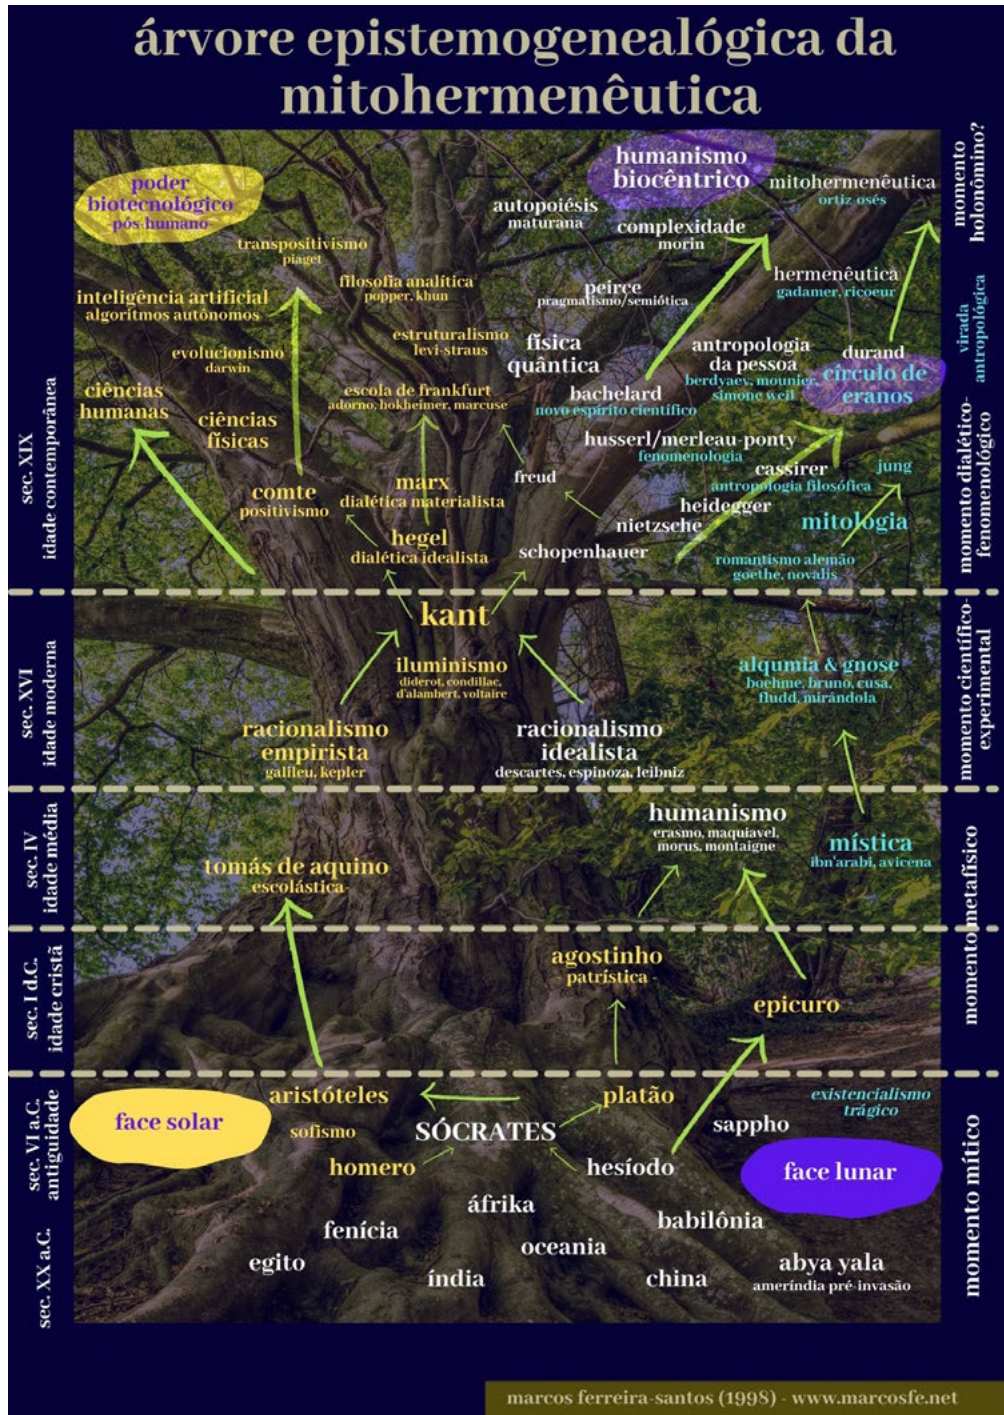 árvore epistemogenealógica da
mitohermenêutica
poder
biotecnológico
- pós-humano-
humanismo
biocêntrico
mitohermenêutica
ortiz-osés
autopoiésis
maturana
complexidade
morin
transpositivismo
piaget
filosofia analítica
popper, khun
peirce
pragmatismo/semiótica
hermenêutica
gadamer, ricoeur
inteligência artificial
algoritmos autônomos
estruturalismo
levi-straus
física
quântica
antropologia
da pessoa
berdyaev, mounier,
simone weil
durand
círculo de
eranos
evolucionismo
darwin
ciências
humanas
escola de frankfurt
adorno, hokheimer, marcuse
bachelard
novo espírito científico
ciências
físicas
husserl/merleau-ponty
fenomenologia
cassirer
antropologia filosófica
jung
freud
comte
positivismo
marx
dialética materialista
heidegger
nietzsche
mitologia
hegel
dialética idealista
schopenhauer
romantismo alemão
goethe, novalis
kant
iluminismo
diderot, condillac,
d'alambert, voltaire
alqumia & gnose
boehme, bruno, cusa,
fludd, mirândola
racionalismo
empirista
galileu, kepler
racionalismo
idealista
descartes, espinoza, leibniz
humanismo
erasmo, maquiavel,
morus, montaigne
mística
ibn'arabi, avicena
tomás de aquino
- escolástica-
agostinho
- patrística -
epicuro
aristóteles
platão
existencialismo
trágico
face solar
sofismo
SÓCRATES
sappho
homero
hesíodo
face lunar
áfrika
fenícia
babilônia
oceania
egito
índia
china
abya yala
ameríndia pré-invasão
sec. XIX
idade contemporânea
sec. XVI
idade moderna
sec. IV
idade média
sec. I d.C.
idade cristã
sec. VI a.C.
antiguidade
sec. XX a.C.
momento
holonômino?
virada
antropológica
momento dialético-
fenomenológico
momento científico-
experimental
momento metafísico
momento mítico
marcos ferreira-santos (1998) - www.marcosfe.net